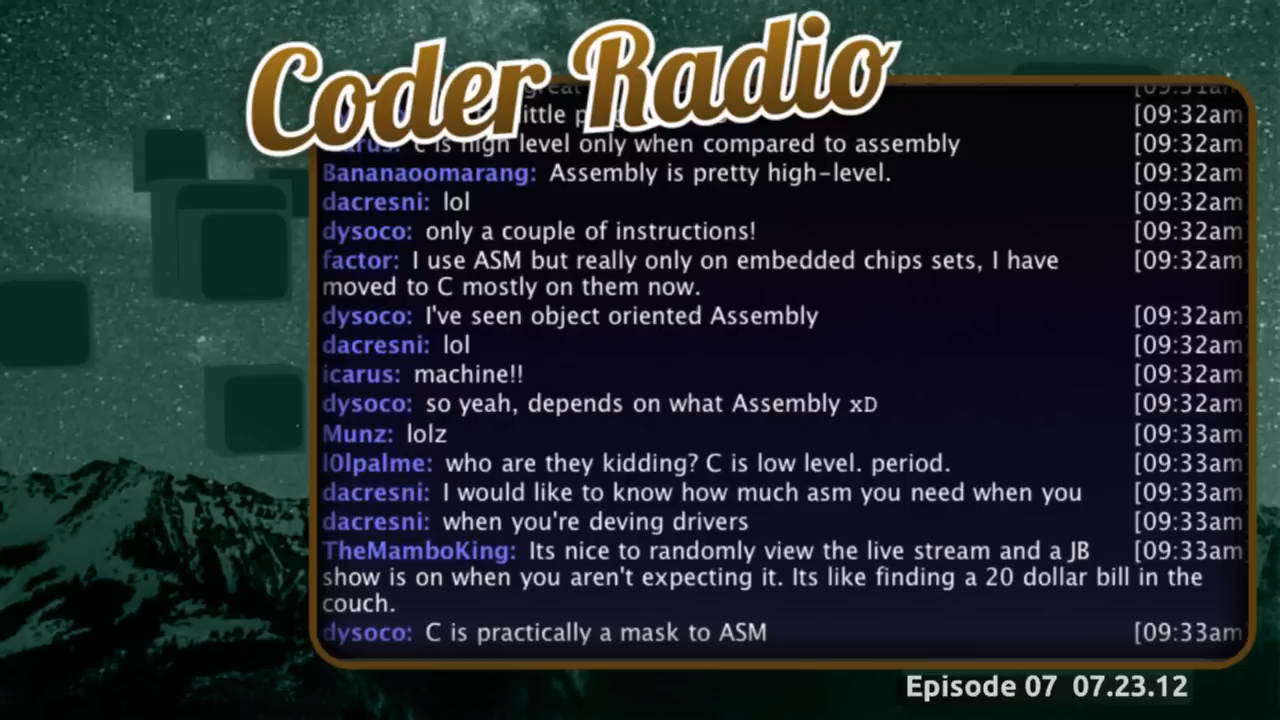 Coder Radio
[09:31am
[09:32am
C is high level only when compared to assembly [09:32am
Bananaoomarang: Assembly is pretty high-level. [09:32am
dacresni: lol [09:32am
dysoco: only a couple of instructions! [09:32am
factor: I use ASM but really only on embedded chips sets, I have [09:32am
moved to C mostly on them now.
dysoco: I've seen object oriented Assembly [09:32am
dacresni: lol [09:32am
icarus: machine!! [09:32am
dysoco: so yeah, depends on what Assembly xD [09:32am
Munz: lolz [09:33am
l0lpalme: who are they kidding? C is low level. period. [09:33am
dacresni: I would like to know how much asm you need when you [09:33am
dacresni: when you're deving drivers [09:33am
TheMamboKing: Its nice to randomly view the live stream and a JB [09:33am
show is on when you aren't expecting it. Its like finding a 20 dollar bill in the
couch.
dysoco: C is practically a mask to ASM [09:33am
Episode 07 07.23.12